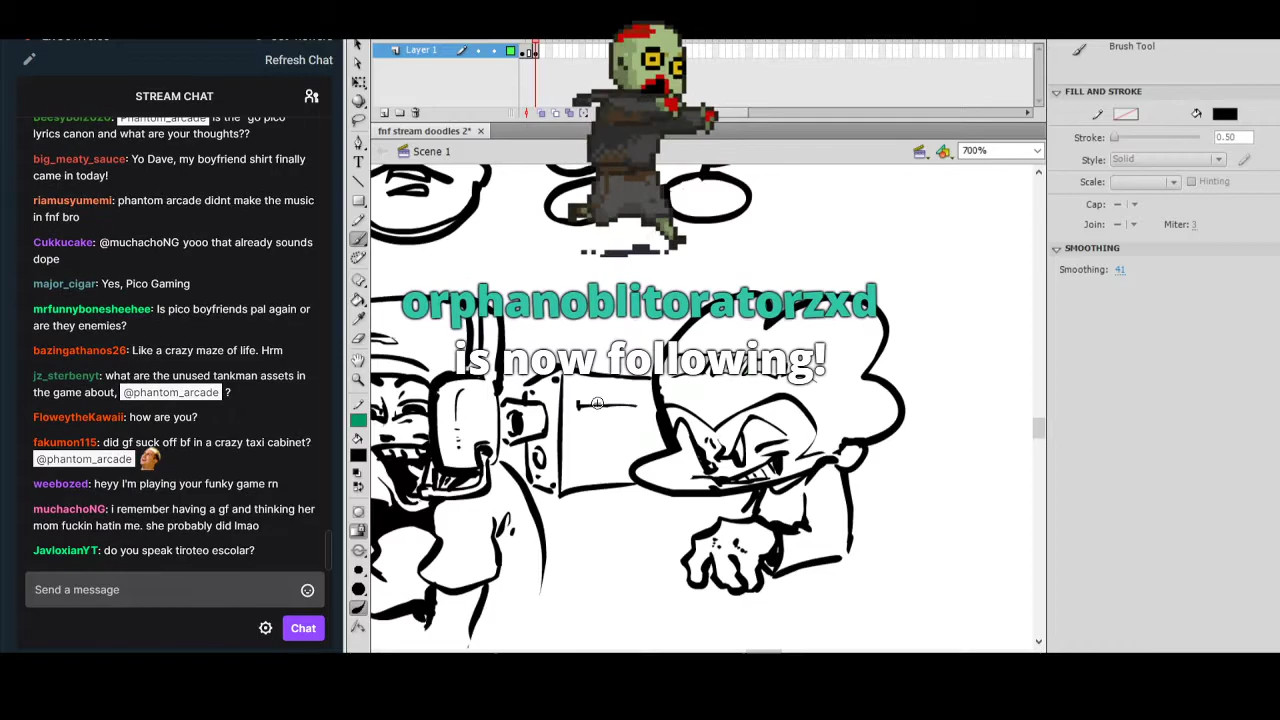 Refresh Chat
STREAM CHAT
BeesyBoi2020: @Phantom_arcade is the "go pico
lyrics canon and what are your thoughts??
big_meaty_sauce: Yo Dave, my boyfriend shirt finally
came in today!
riamusyumemi: phantom arcade didnt make the music
in fnf bro
Cukkucake: @muchachoNG yooo that already sounds
dope
major_cigar: Yes, Pico Gaming
mrfunnybonesheehee: Is pico boyfriends pal again or
are they enemies?
bazingathanos26: Like a crazy maze of life. Hrm
jz_sterbenyt: what are the unused tankman assets in
the game about, @phantom_arcade ?
FloweytheKawaii: how are you?
fakumon115: did gf suck off bf in a crazy taxi cabinet?
@phantom_arcade
weebozed: heyy I'm playing your funky game rn
muchachoNG: i remember having a gf and thinking her
mom fuckin hatin me. she probably did lmao
JavloxianYT: do you speak tiroteo escolar?
Send a message
Chat
Layer 1
fnf stream doodles 2*
Scene 1
700%
orphanoblitoratorzxd
is now following!
Brush Tool
FILL AND STROKE
Stroke: 0.50
Style: Solid
Scale: Hinting
Cap:
Join: Miter: 3
SMOOTHING
Smoothing: 41